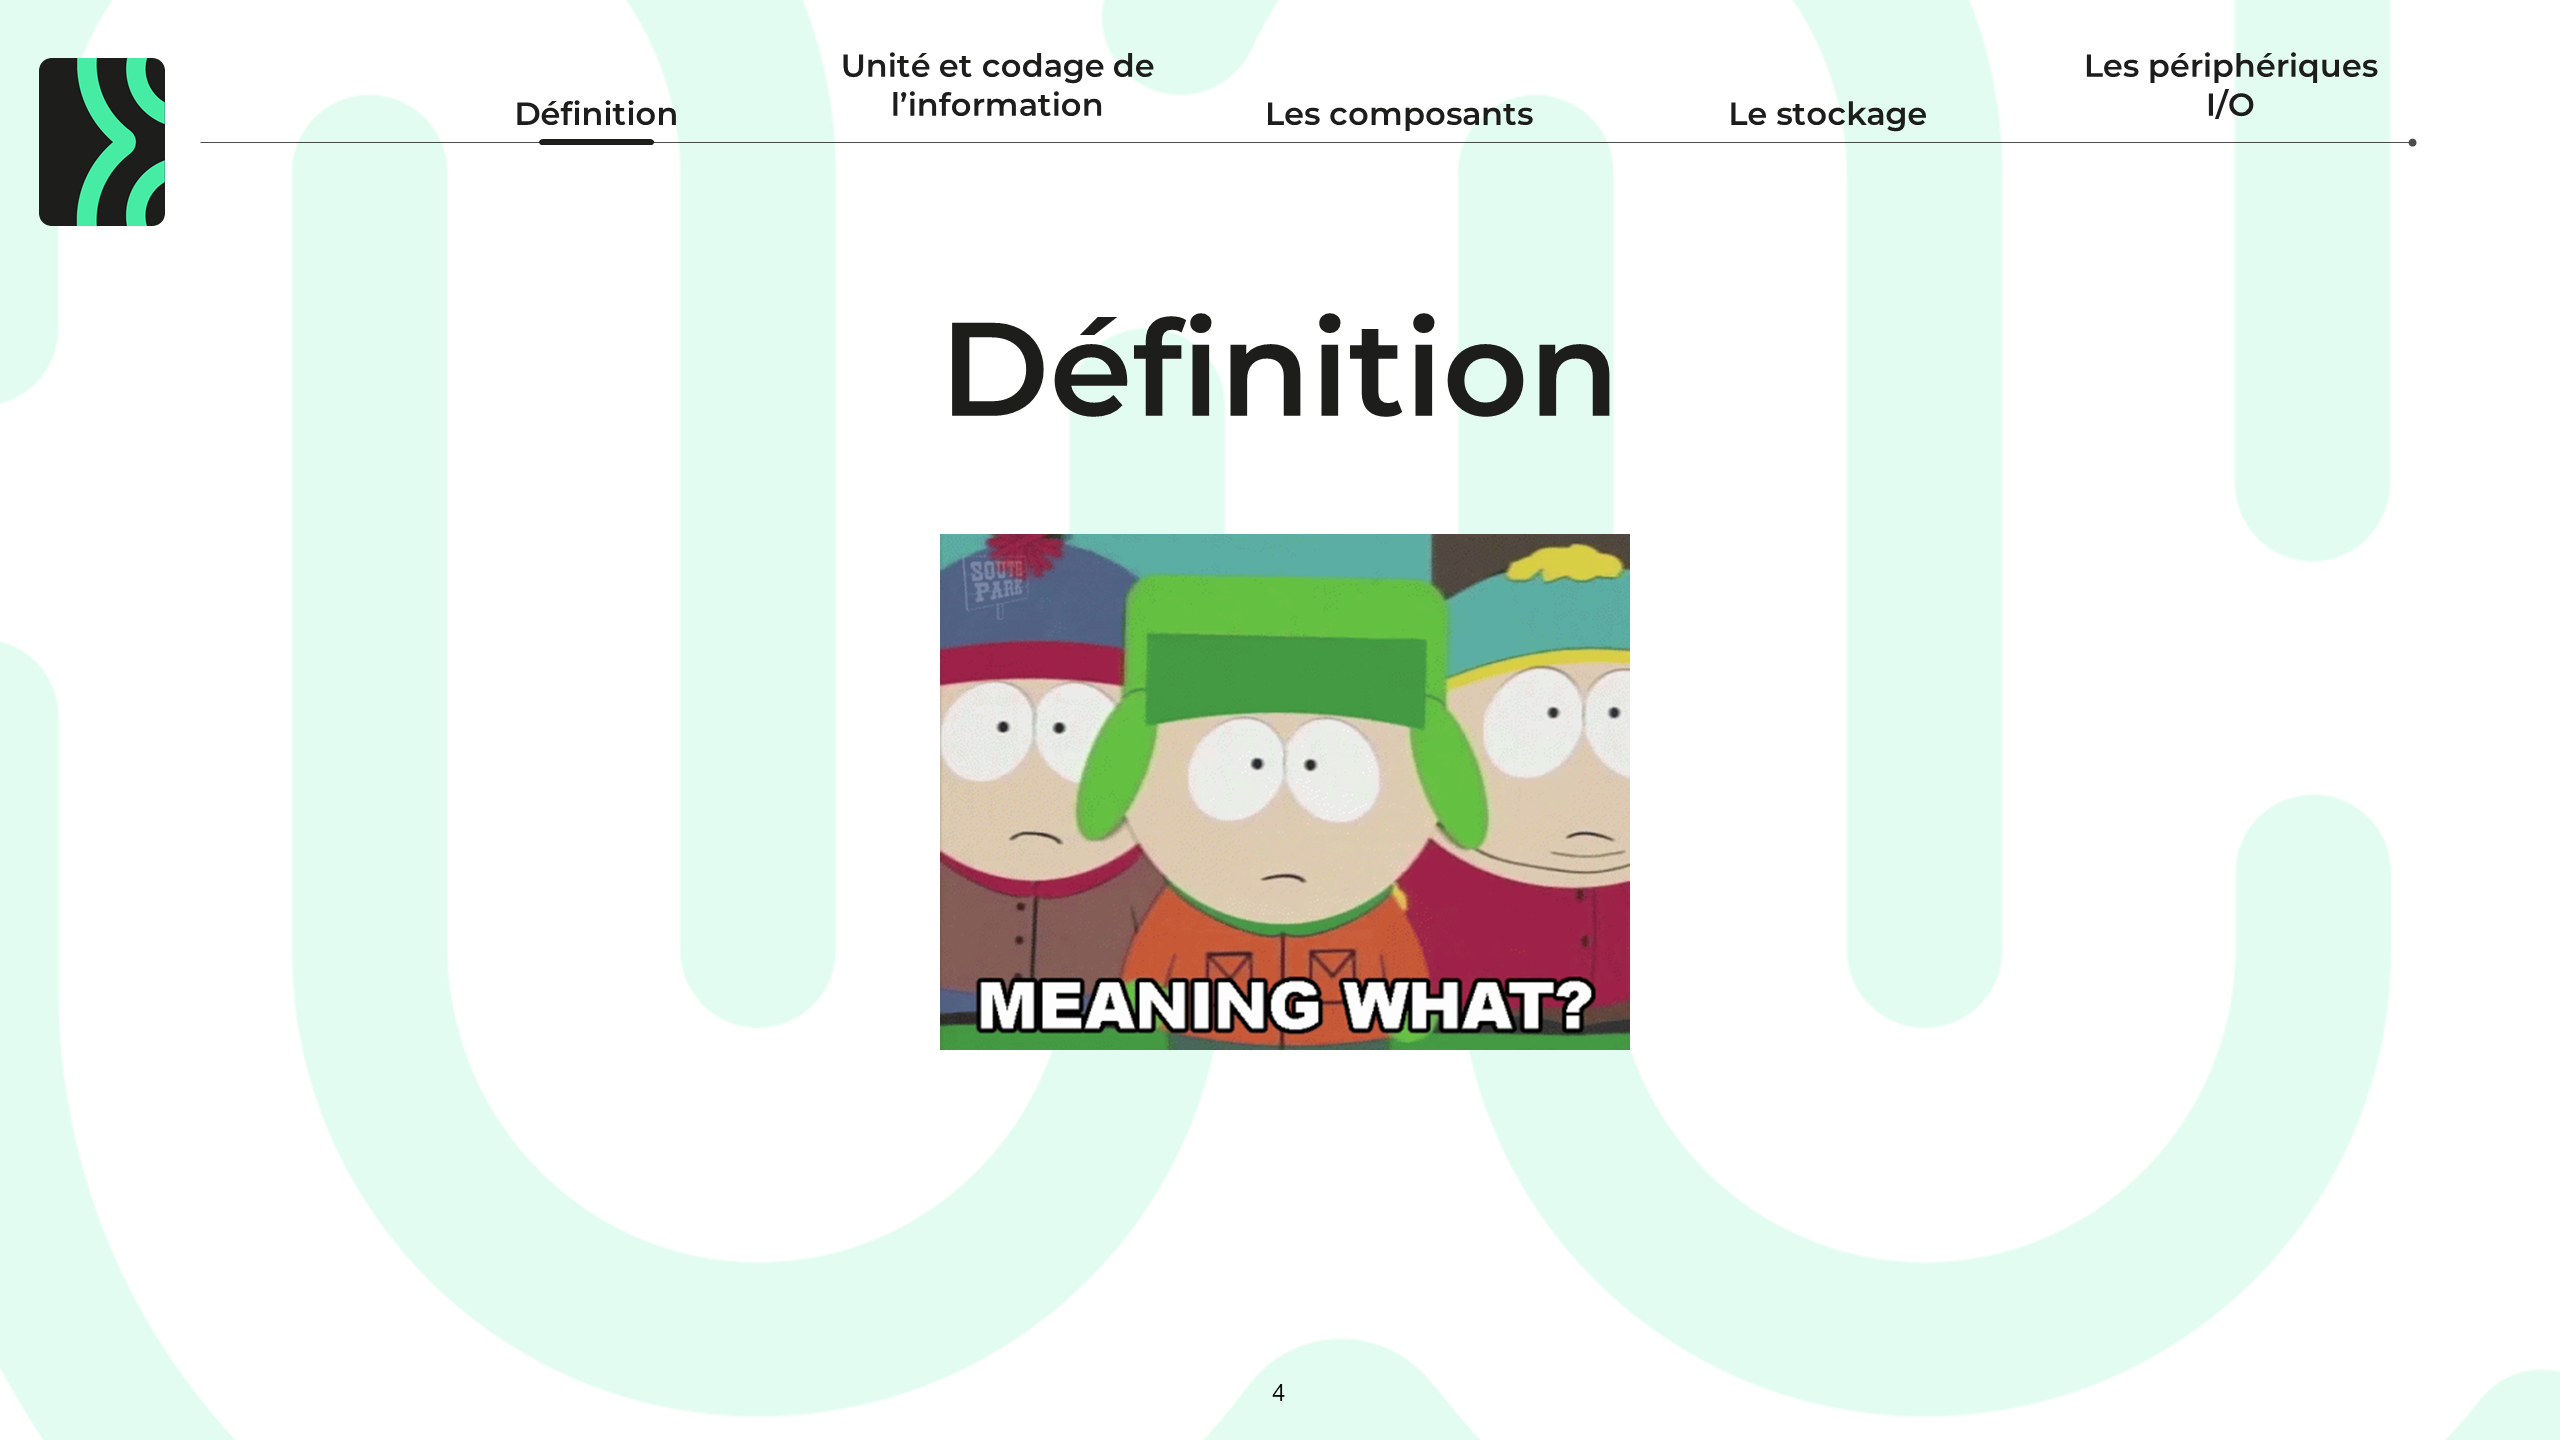 Définition
Unité et codage de
l’information
Les composants
Le stockage
Les périphériques
I/O
Définition
SOUTH
PARK
MEANING WHAT?
4